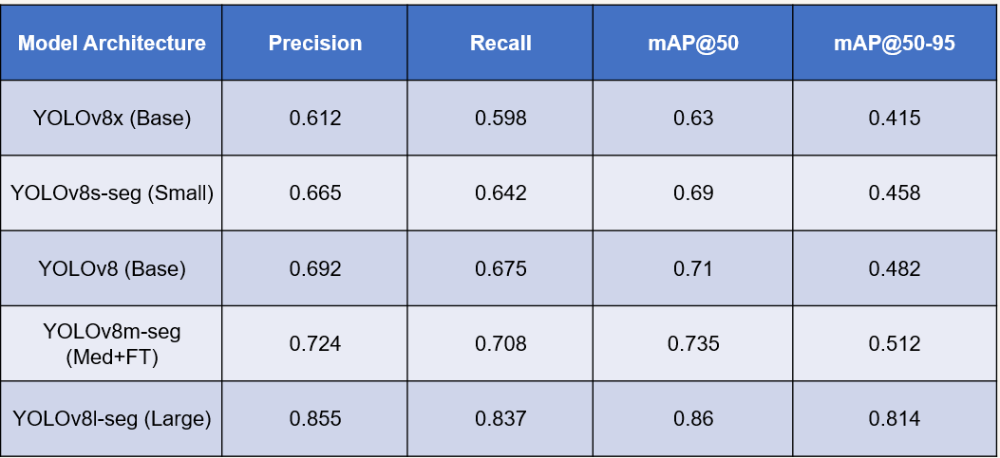 Model Architecture Precision Recall mAP@50 mAP@50-95
YOLOv8x (Base) 0.612 0.598 0.63 0.415
YOLOv8s-seg (Small) 0.665 0.642 0.69 0.458
YOLOv8 (Base) 0.692 0.675 0.71 0.482
YOLOv8m-seg
(Med+FT) 0.724 0.708 0.735 0.512
YOLOv8l-seg (Large) 0.855 0.837 0.86 0.814